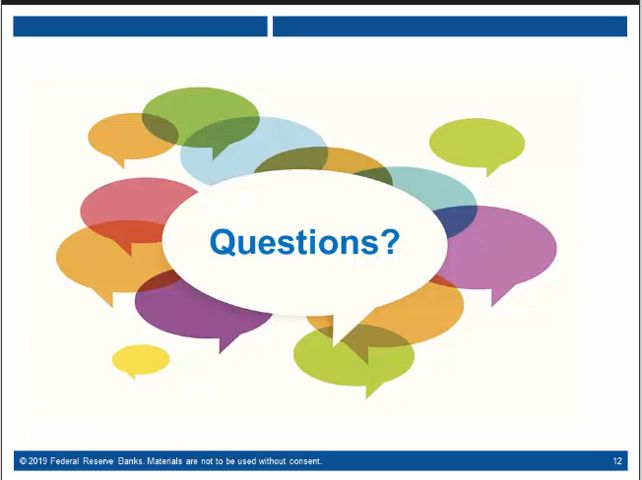 Questions?
© 2019 Federal Reserve Banks. Materials are not to be used without consent.
12